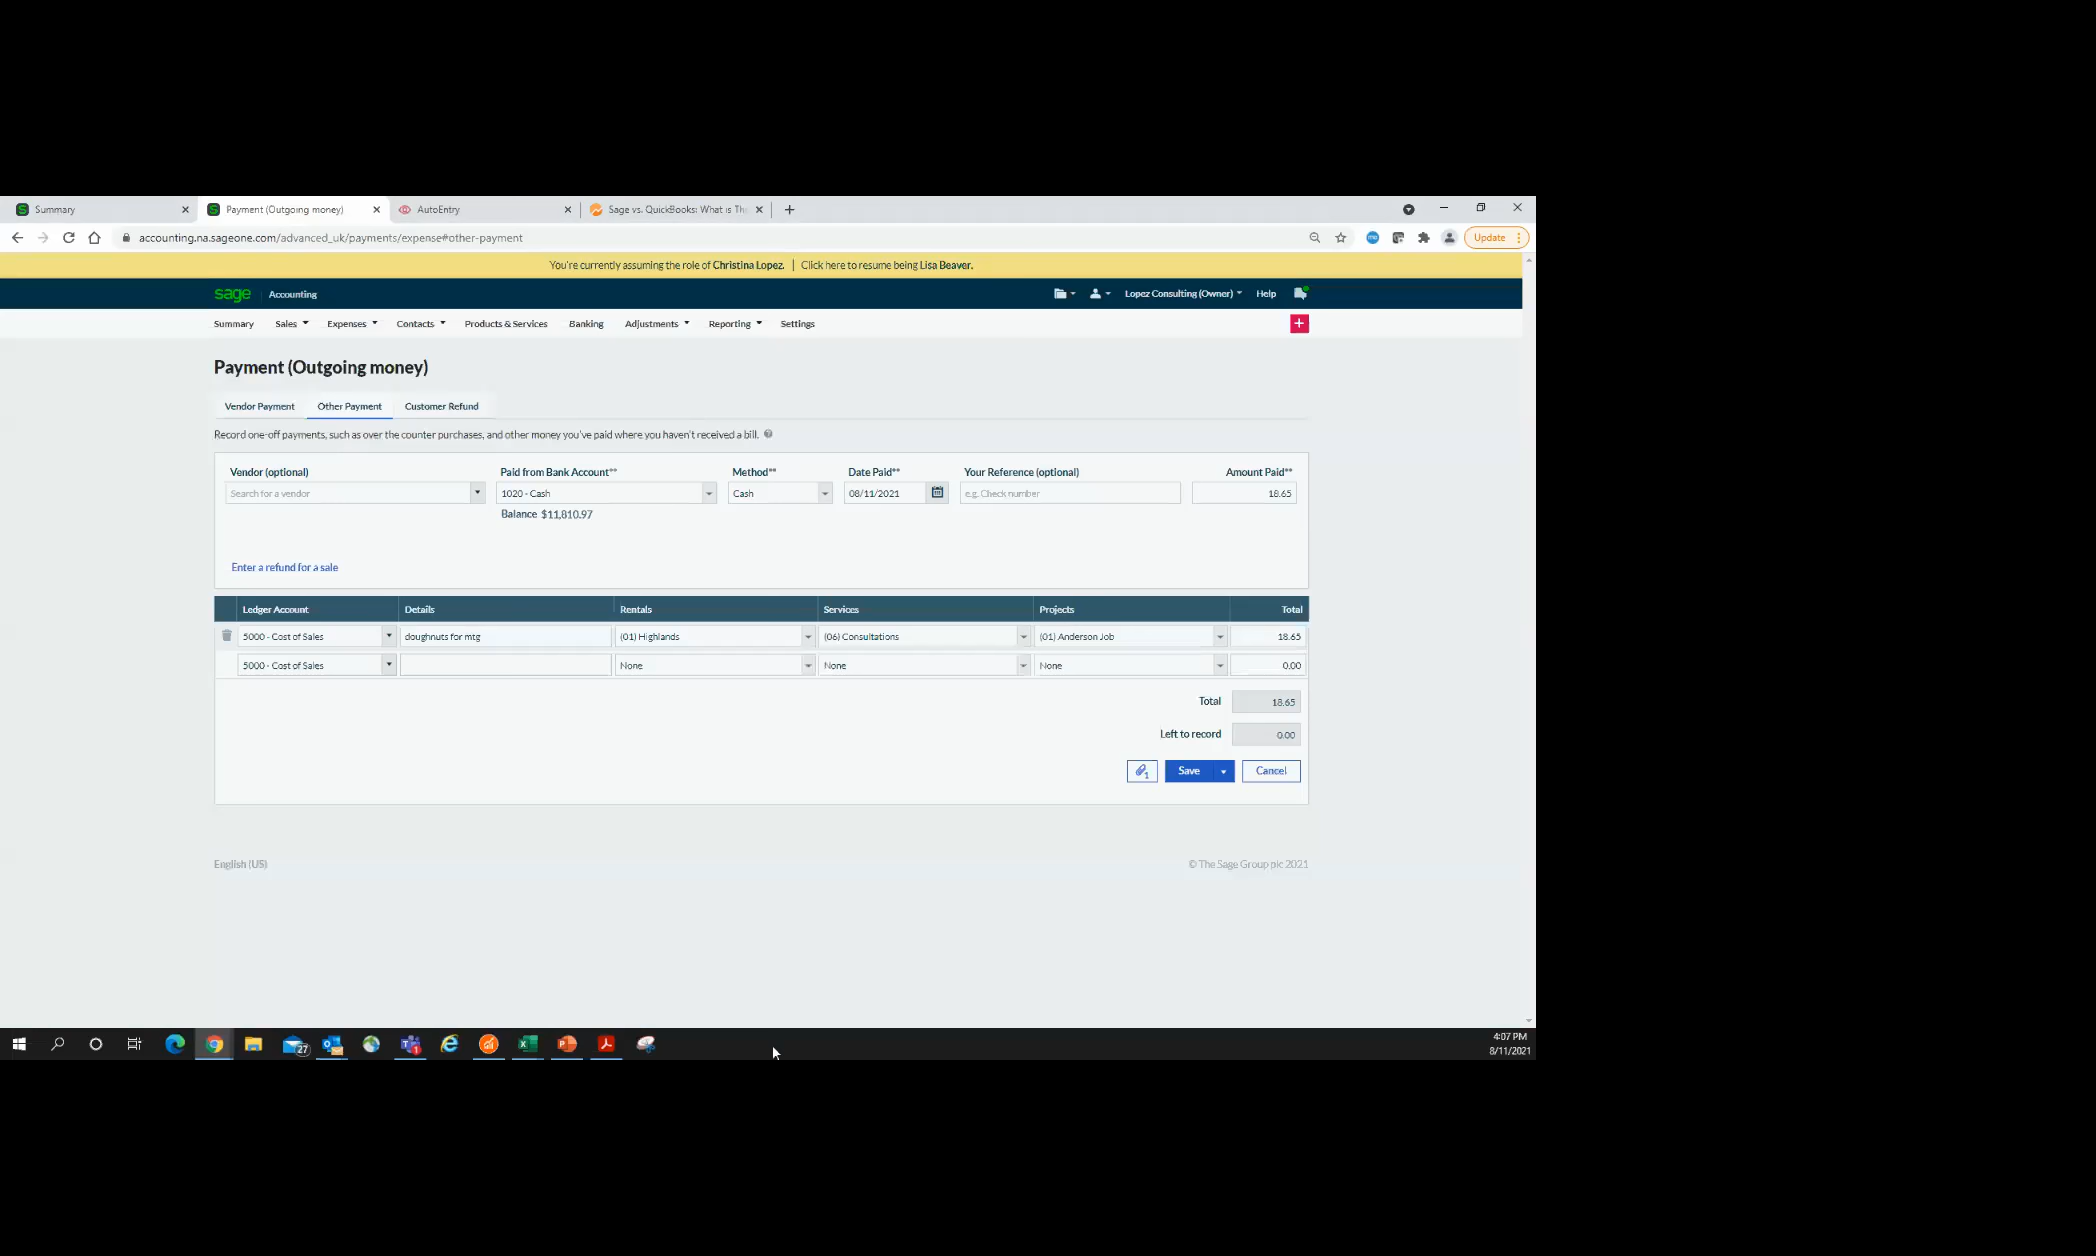 Summary
Payment (Outgoing money)
AutoEntry
Sage vs. QuickBooks: What is Th
accounting.na.sageone.com/advanced_uk/payments/expense#other-payment
Update
You're currently assuming the role of Christina Lopez. | Click here to resume being Lisa Beaver.
sage Accounting
Lopez Consulting (Owner) Help
Summary Sales Expenses Contacts Products & Services Banking Adjustments Reporting Settings +
Payment (Outgoing money)
Vendor Payment Other Payment Customer Refund
Record one-off payments, such as over the counter purchases, and other money you've paid where you haven't received a bill.
Vendor (optional) Paid from Bank Account** Method** Date Paid** Your Reference (optional) Amount Paid**
Search for a vendor 1020 - Cash Cash 08/11/2021 e.g. Check number 18.65
Balance $11,810.97
Enter a refund for a sale
Ledger Account Details Rentals Services Projects Total
5000 - Cost of Sales doughnuts for mtg (01) Highlands (06) Consultations (01) Anderson Job 18.65
5000 - Cost of Sales None None None 0.00
Total 18.65
Left to record 0.00
1 Save Cancel
English (US) © The Sage Group plc 2021
27
4:07 PM
8/11/2021